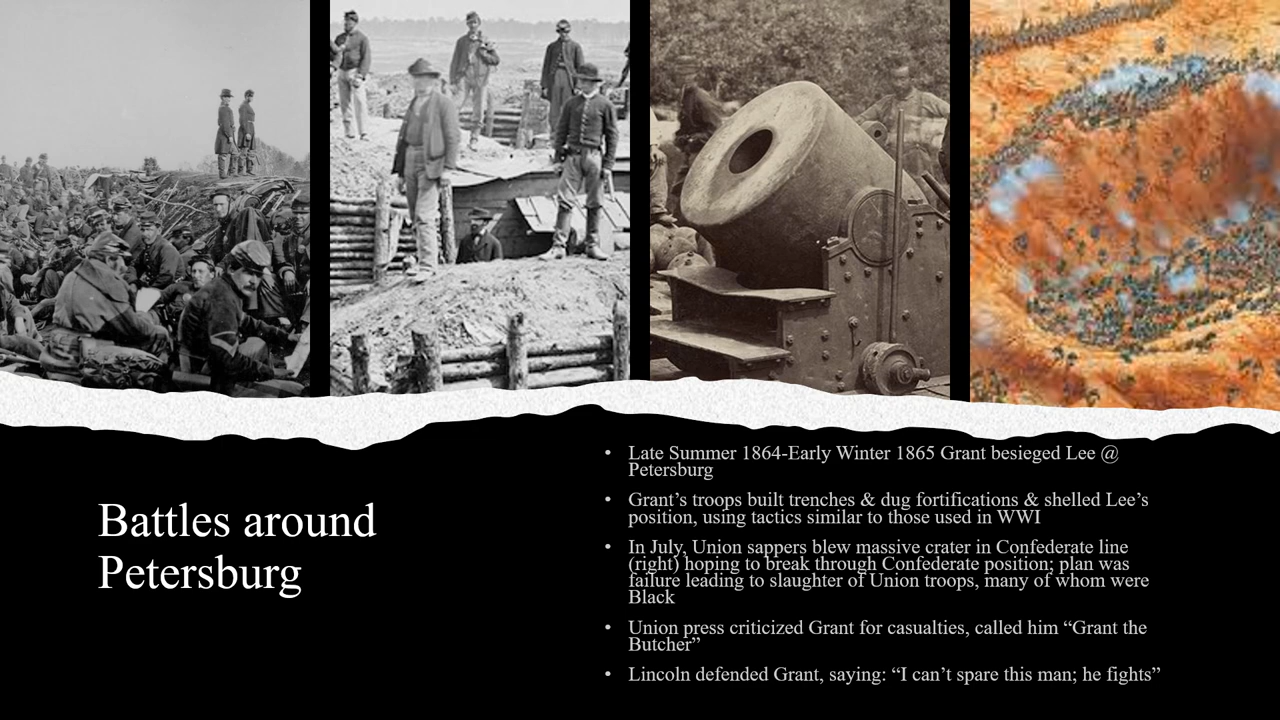 Battles around
Petersburg
• Late Summer 1864-Early Winter 1865 Grant besieged Lee @
Petersburg
• Grant’s troops built trenches & dug fortifications & shelled Lee’s
position, using tactics similar to those used in WWI
• In July, Union sappers blew massive crater in Confederate line
(right) hoping to break through Confederate position; plan was
failure leading to slaughter of Union troops, many of whom were
Black
• Union press criticized Grant for casualties, called him “Grant the
Butcher”
• Lincoln defended Grant, saying: “I can’t spare this man; he fights”